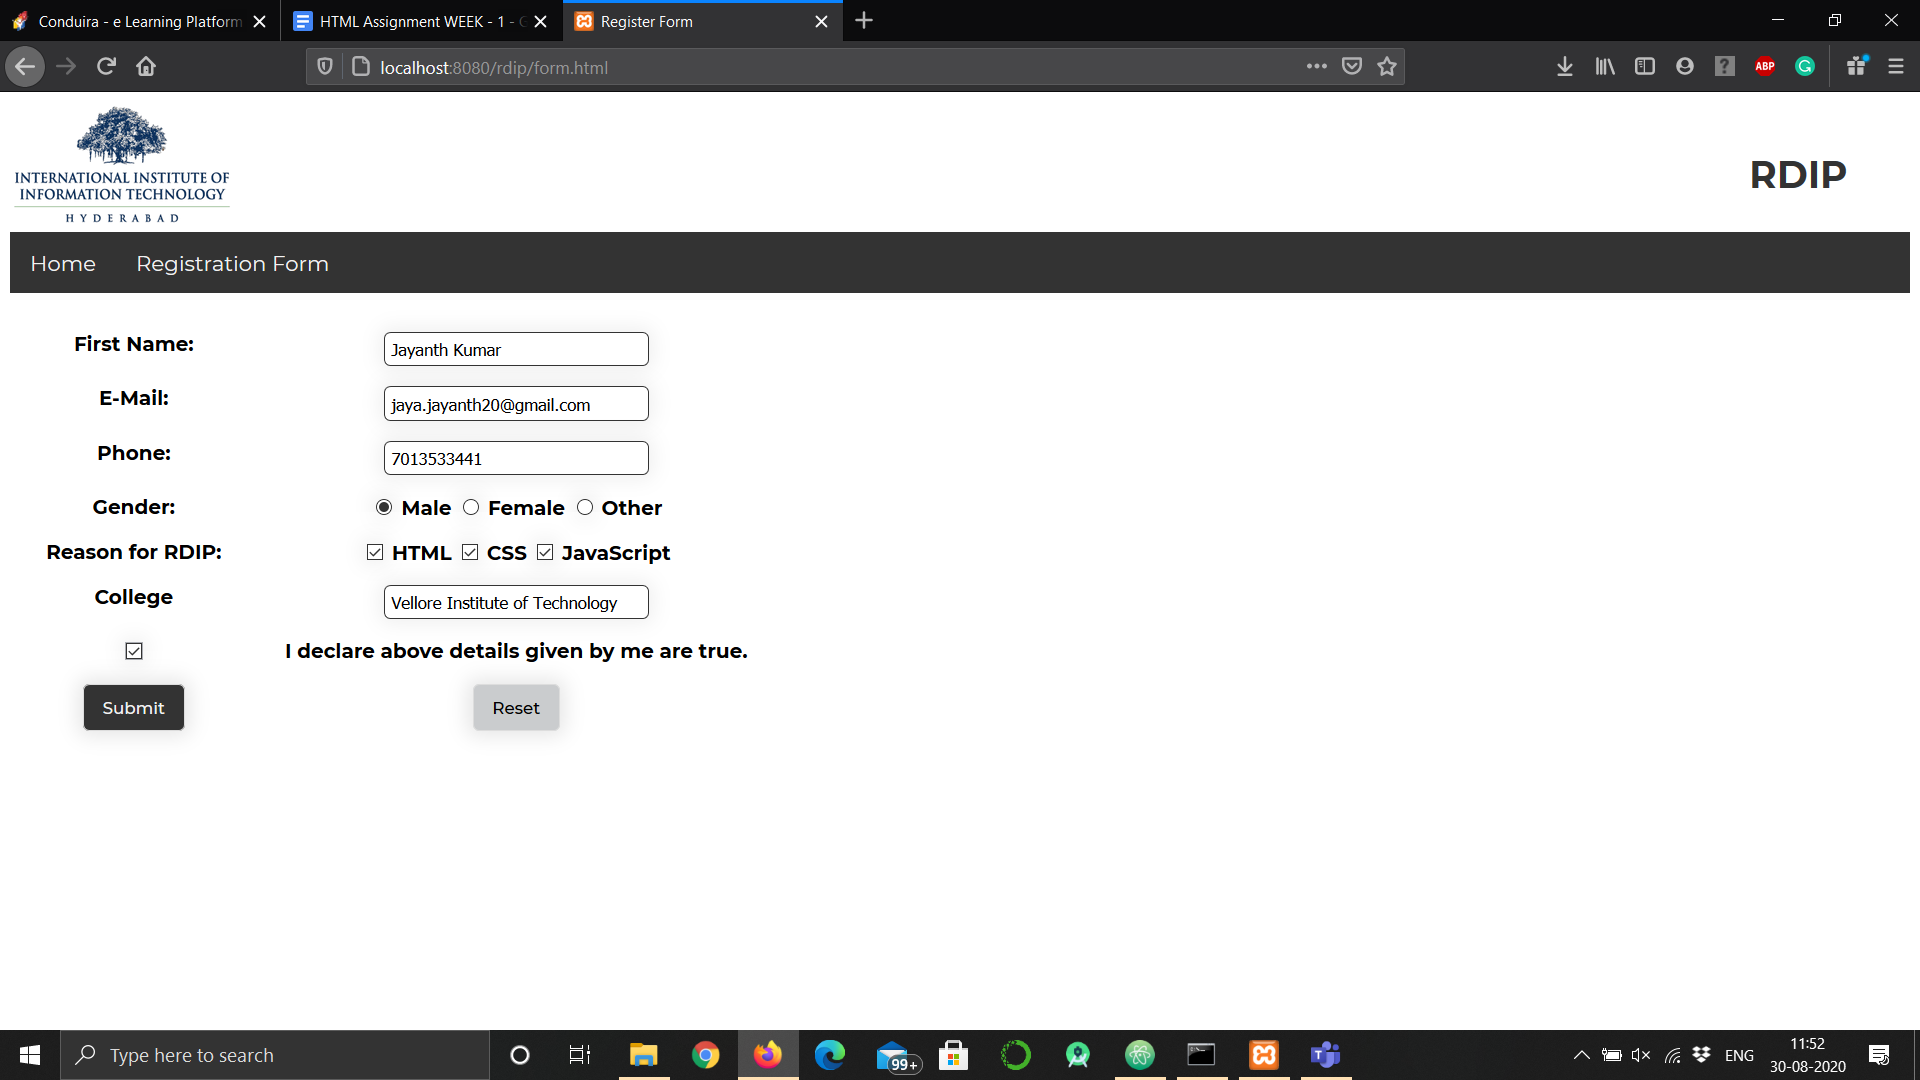 Conduira - e Learning Platform
HTML Assignment WEEK - 1 - G
Register Form
localhost:8080/rdip/form.html
ABP
INTERNATIONAL INSTITUTE OF
INFORMATION TECHNOLOGY
HYDERABAD
RDIP
Home Registration Form
First Name: Jayanth Kumar
E-Mail: jaya.jayanth20@gmail.com
Phone: 7013533441
Gender: Male Female Other
Reason for RDIP: HTML CSS JavaScript
College Vellore Institute of Technology
I declare above details given by me are true.
Submit Reset
Type here to search
99+
ENG
11:52
30-08-2020